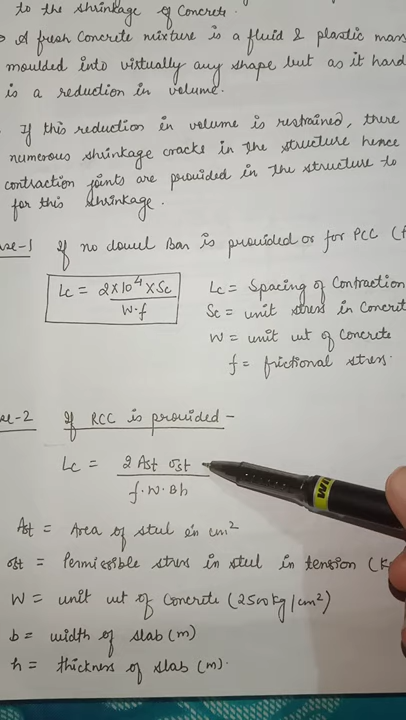 to the shrinkage of Concrete.
A fresh Concrete mixture is a fluid & plastic mass
moulded into virtually any shape but as it hard
is a reduction in volume.
If this reduction in volume is restrained, there
numerous shrinkage cracks in the structure hence
contraction joints are provided in the structure to
for this shrinkage.
se-1 If no dowel Bar is provided or for PCC (
Lc = 2×10⁴×Sc / W.f
Lc = Spacing of Contraction
Sc = unit stress in Concret
W = unit wt of Concrete
f = frictional stress.
se-2 If RCC is provided -
Lc = 2 Ast σst / f.W.Bh
Ast = Area of steel in cm²
σst = Permissible stress in steel in tension (K
W = unit wt of Concrete (2500kg/cm²)
b = width of slab (m)
h = thickness of slab (m).